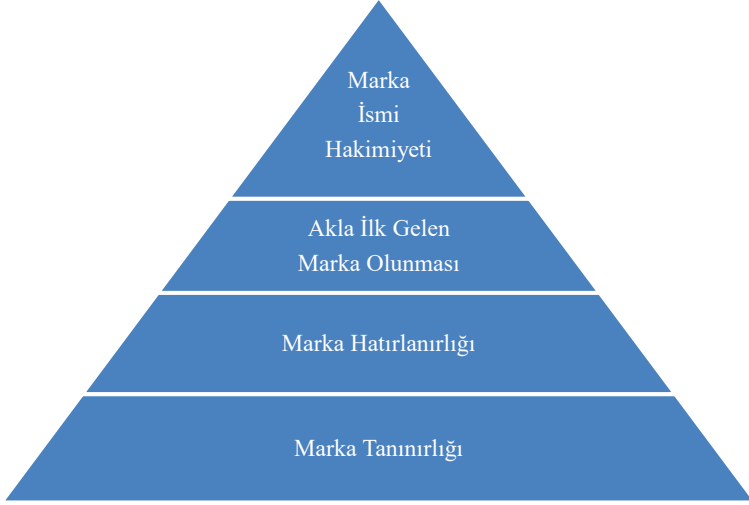 Marka
İsmi
Hakimiyeti
Akla İlk Gelen
Marka Olunması
Marka Hatırlanırlığı
Marka Tanınırlığı